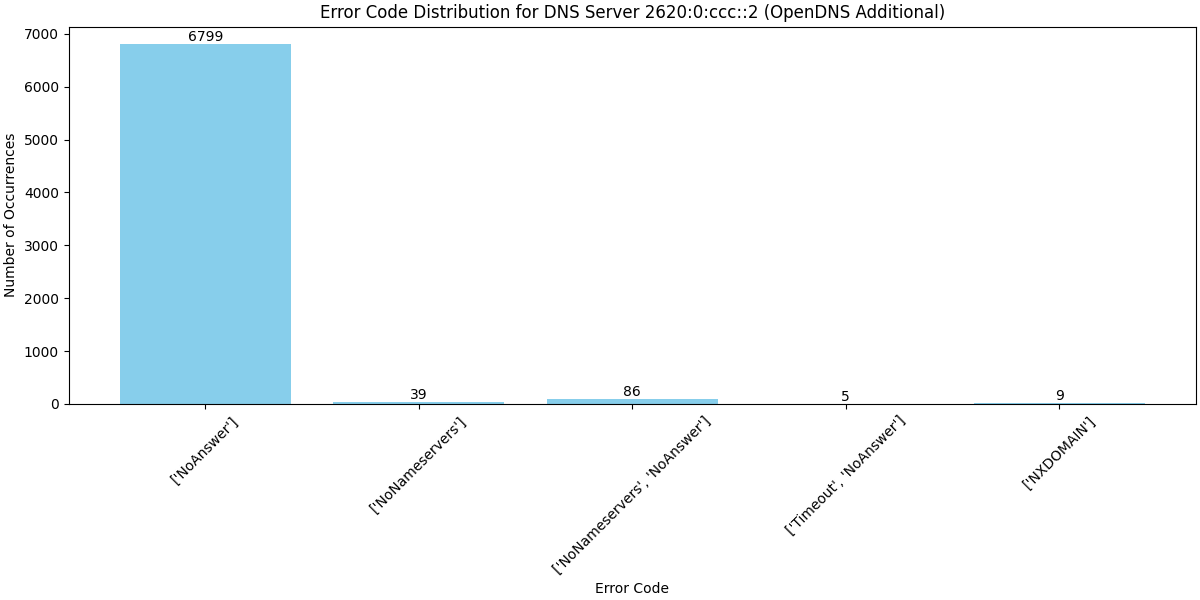 Error Code Distribution for DNS Server 2620:0:ccc::2 (OpenDNS Additional)
Number of Occurrences
7000
6000
5000
4000
3000
2000
1000
0
6799
39
86
5
9
['NoAnswer']
['NoNameservers']
['NoNameservers', 'NoAnswer']
['Timeout', 'NoAnswer']
['NXDOMAIN']
Error Code